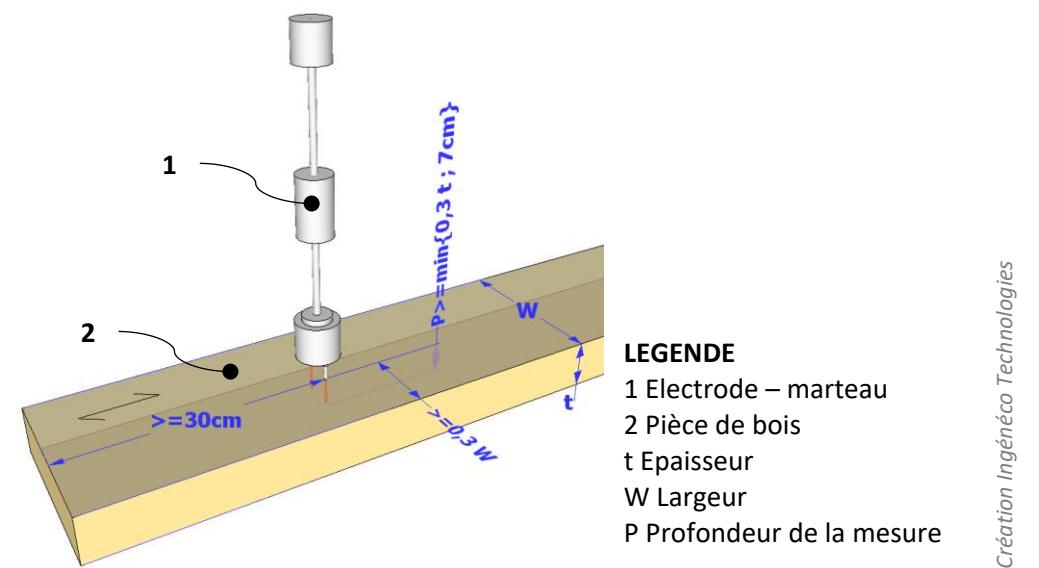 1
2
P>=min{0,3 t ; 7cm}
W
>=30cm
>=0,3 W
t
LEGENDE
1 Electrode – marteau
2 Pièce de bois
t Epaisseur
W Largeur
P Profondeur de la mesure
Création Ingénéco Technologies